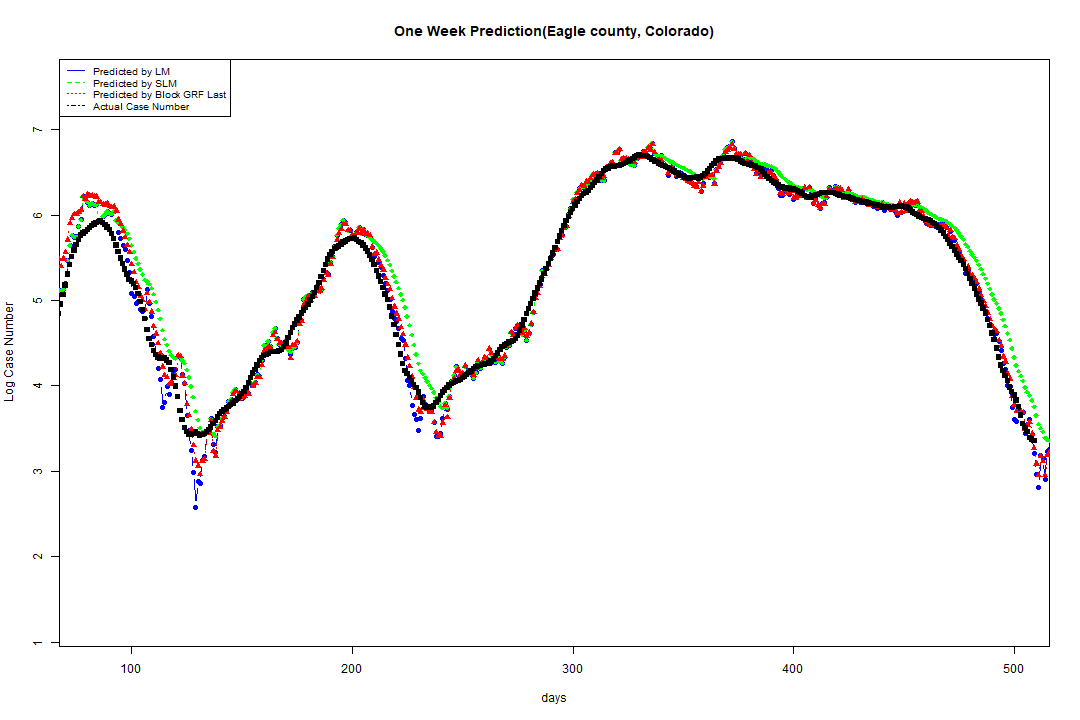 One Week Prediction(Eagle county, Colorado)
Predicted by LM
Predicted by SLM
Predicted by Block GRF Last
Actual Case Number
7
6
5
4
3
2
1
Log Case Number
100 200 300 400 500
days